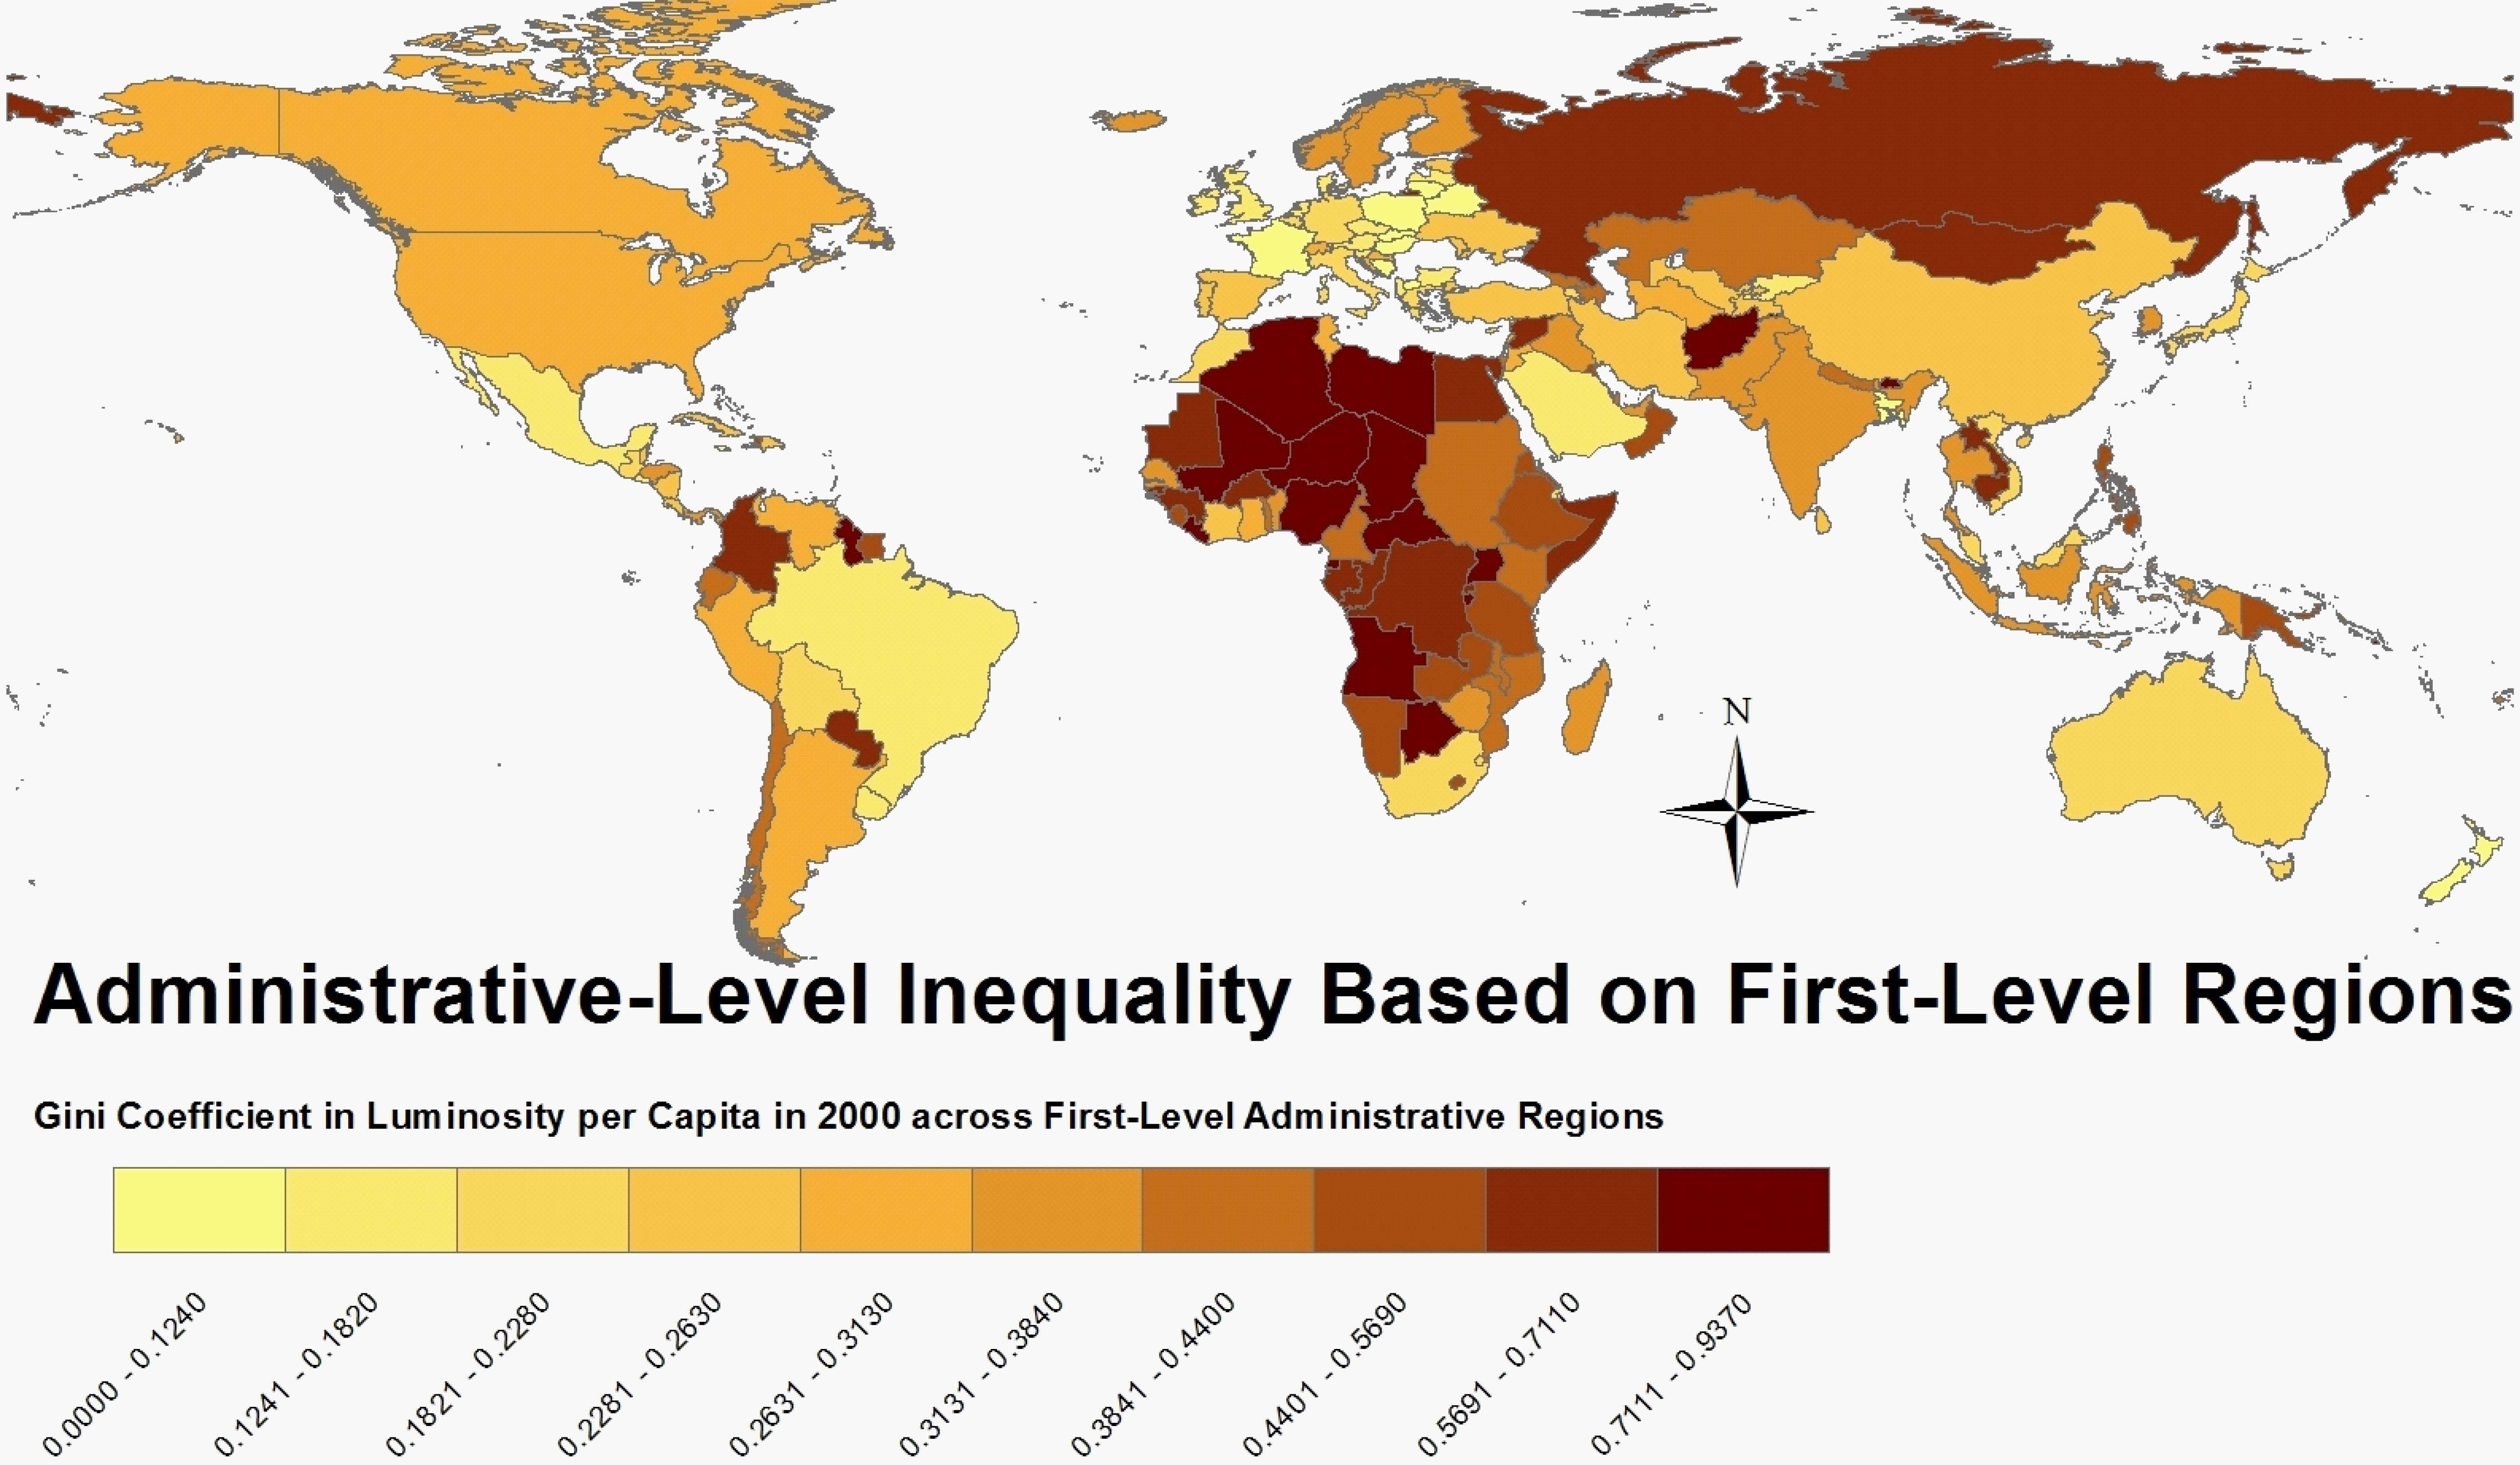 N
Administrative-Level Inequality Based on First-Level Regions
Gini Coefficient in Luminosity per Capita in 2000 across First-Level Administrative Regions
0.0000 - 0.1240
0.1241 - 0.1820
0.1821 - 0.2280
0.2281 - 0.2630
0.2631 - 0.3130
0.3131 - 0.3840
0.3841 - 0.4400
0.4401 - 0.5690
0.5691 - 0.7110
0.7111 - 0.9370